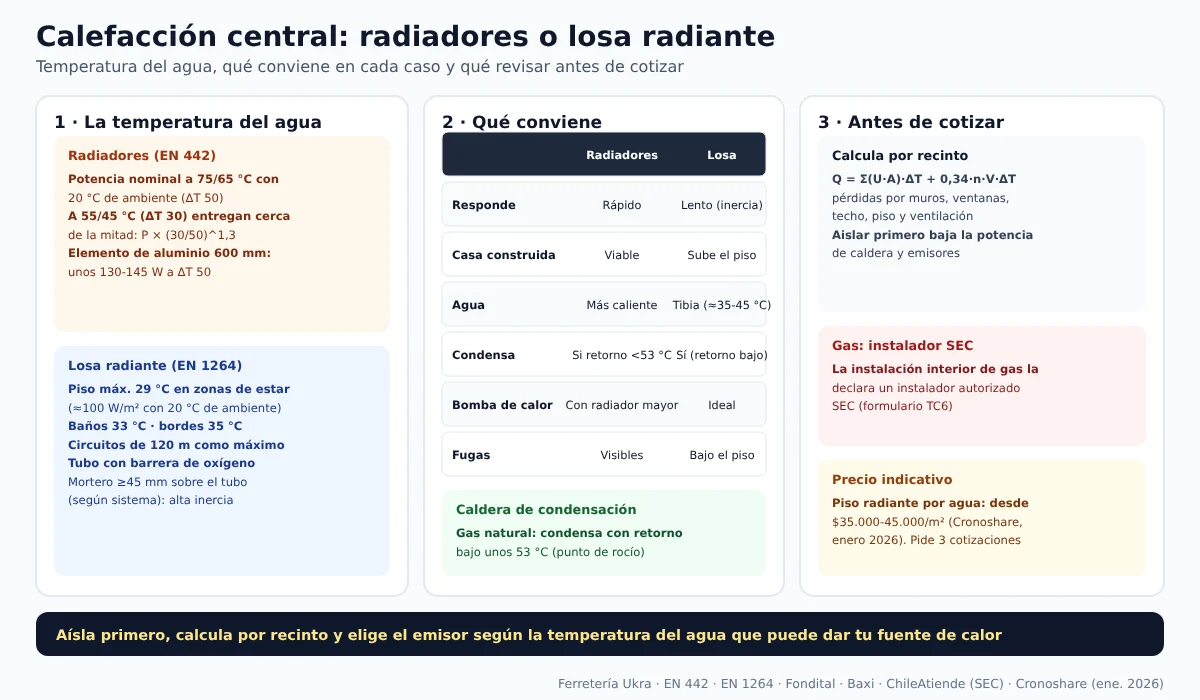 Calefacción central: radiadores o losa radiante
Temperatura del agua, qué conviene en cada caso y qué revisar antes de cotizar
1 · La temperatura del agua
Radiadores (EN 442)
Potencia nominal a 75/65 °C con
20 °C de ambiente (ΔT 50)
A 55/45 °C (ΔT 30) entregan cerca
de la mitad: P × (30/50)^1,3
Elemento de aluminio 600 mm:
unos 130-145 W a ΔT 50
Losa radiante (EN 1264)
Piso máx. 29 °C en zonas de estar
(≈100 W/m² con 20 °C de ambiente)
Baños 33 °C · bordes 35 °C
Circuitos de 120 m como máximo
Tubo con barrera de oxígeno
Mortero ≥45 mm sobre el tubo
(según sistema): alta inercia
2 · Qué conviene
Radiadores Losa
Responde Rápido Lento (inercia)
Casa construida Viable Sube el piso
Agua Más caliente Tibia (≈35-45 °C)
Condensa Si retorno <53 °C Sí (retorno bajo)
Bomba de calor Con radiador mayor Ideal
Fugas Visibles Bajo el piso
Caldera de condensación
Gas natural: condensa con retorno
bajo unos 53 °C (punto de rocío)
3 · Antes de cotizar
Calcula por recinto
Q = Σ(U·A)·ΔT + 0,34·n·V·ΔT
pérdidas por muros, ventanas,
techo, piso y ventilación
Aislar primero baja la potencia
de caldera y emisores
Gas: instalador SEC
La instalación interior de gas la
declara un instalador autorizado
SEC (formulario TC6)
Precio indicativo
Piso radiante por agua: desde
$35.000-45.000/m² (Cronoshare,
enero 2026). Pide 3 cotizaciones
Aísla primero, calcula por recinto y elige el emisor según la temperatura del agua que puede dar tu fuente de calor
Ferretería Ukra · EN 442 · EN 1264 · Fondital · Baxi · ChileAtiende (SEC) · Cronoshare (ene. 2026)